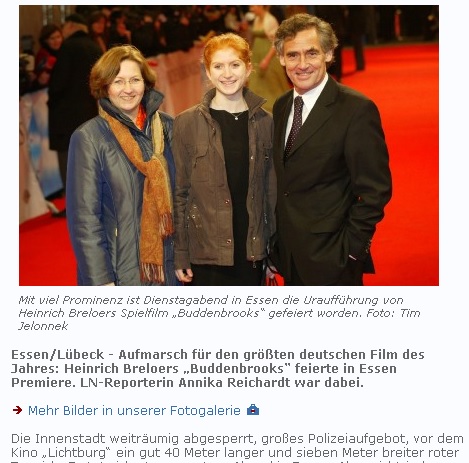 Mit viel Prominenz ist Dienstagabend in Essen die Uraufführung von
Heinrich Breloers Spielfilm „Buddenbrooks“ gefeiert worden. Foto: Tim
Jelonnek
Essen/Lübeck - Aufmarsch für den größten deutschen Film des
Jahres: Heinrich Breloers „Buddenbrooks“ feierte in Essen
Premiere. LN-Reporterin Annika Reichardt war dabei.
Mehr Bilder in unserer Fotogalerie
Die Innenstadt weiträumig abgesperrt, großes Polizeiaufgebot, vor dem
Kino „Lichtburg“ ein gut 40 Meter langer und sieben Meter breiter roter